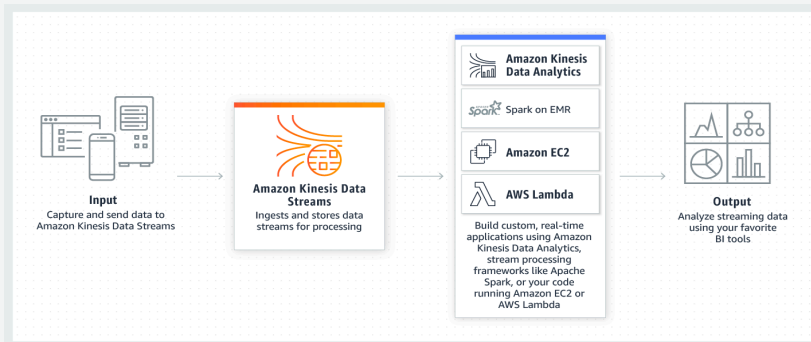 Input
Capture and send data to
Amazon Kinesis Data Streams
Amazon Kinesis Data
Streams
Ingests and stores data
streams for processing
Amazon Kinesis
Data Analytics
Spark
Spark on EMR
Amazon EC2
AWS Lambda
Build custom, real-time
applications using Amazon
Kinesis Data Analytics,
stream processing
frameworks like Apache
Spark, or your code
running Amazon EC2 or
AWS Lambda
Output
Analyze streaming data
using your favorite
BI tools